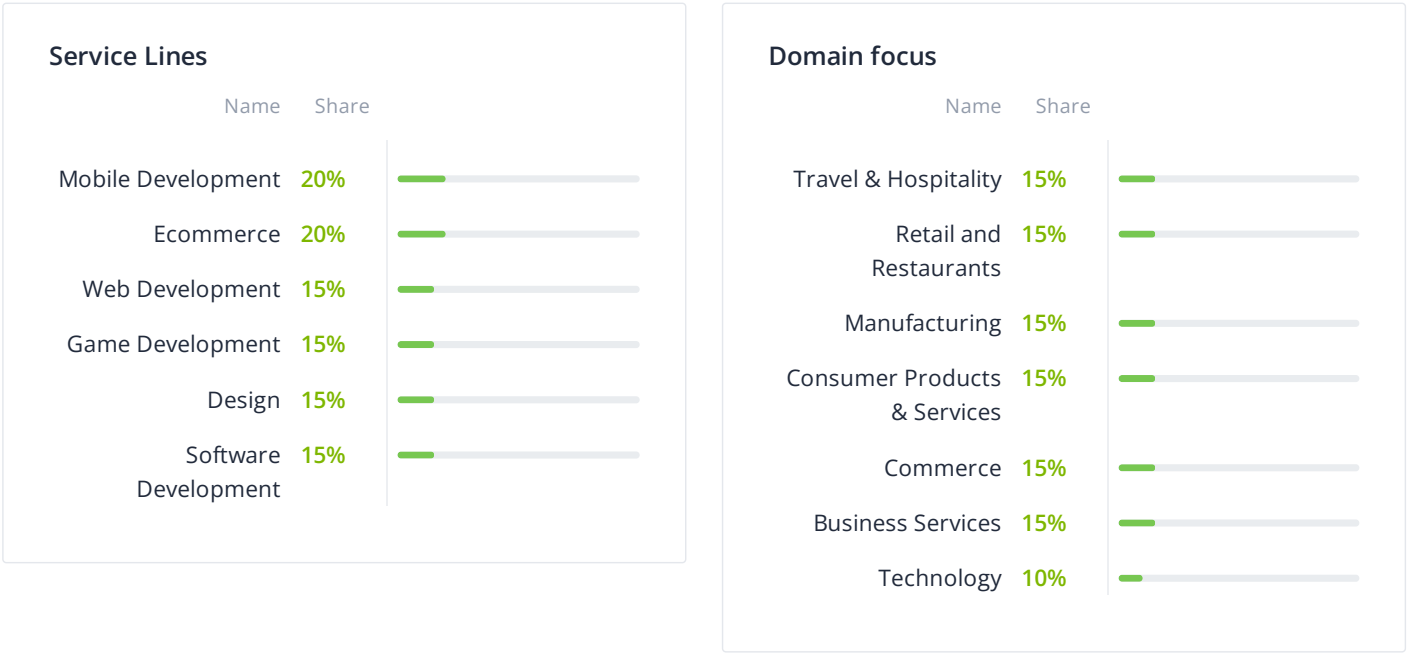 Service Lines
Name Share
Mobile Development 20%
Ecommerce 20%
Web Development 15%
Game Development 15%
Design 15%
Software 15%
Development
Domain focus
Name Share
Travel & Hospitality 15%
Retail and 15%
Restaurants
Manufacturing 15%
Consumer Products 15%
& Services
Commerce 15%
Business Services 15%
Technology 10%